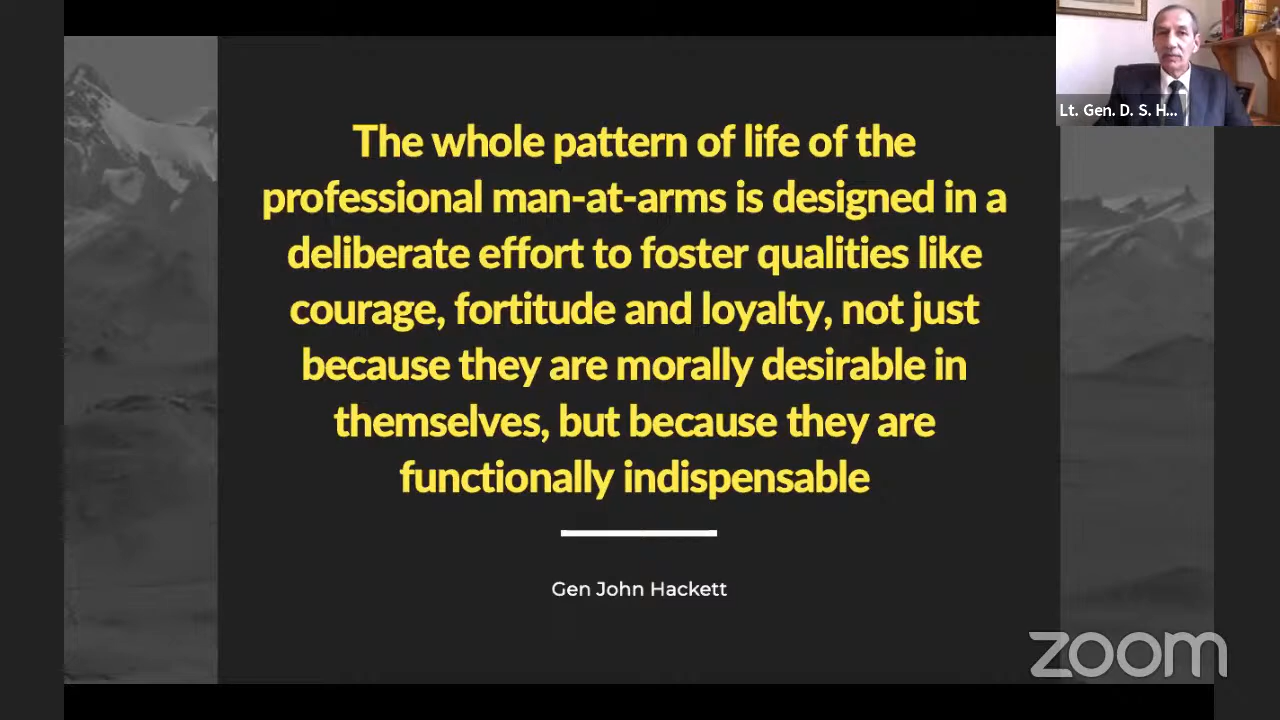 Lt. Gen. D. S. H...
The whole pattern of life of the
professional man-at-arms is designed in a
deliberate effort to foster qualities like
courage, fortitude and loyalty, not just
because they are morally desirable in
themselves, but because they are
functionally indispensable
Gen John Hackett
zoom